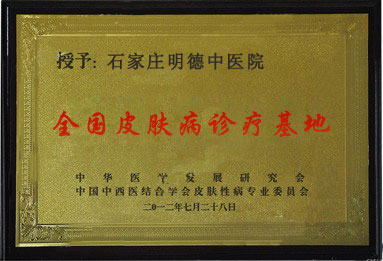 授予: 石家庄明德中医院
全国皮肤病诊疗基地
中华医学发展研究会
中国中西医结合学会皮肤性病专业委员会
二0一二年七月二十八日